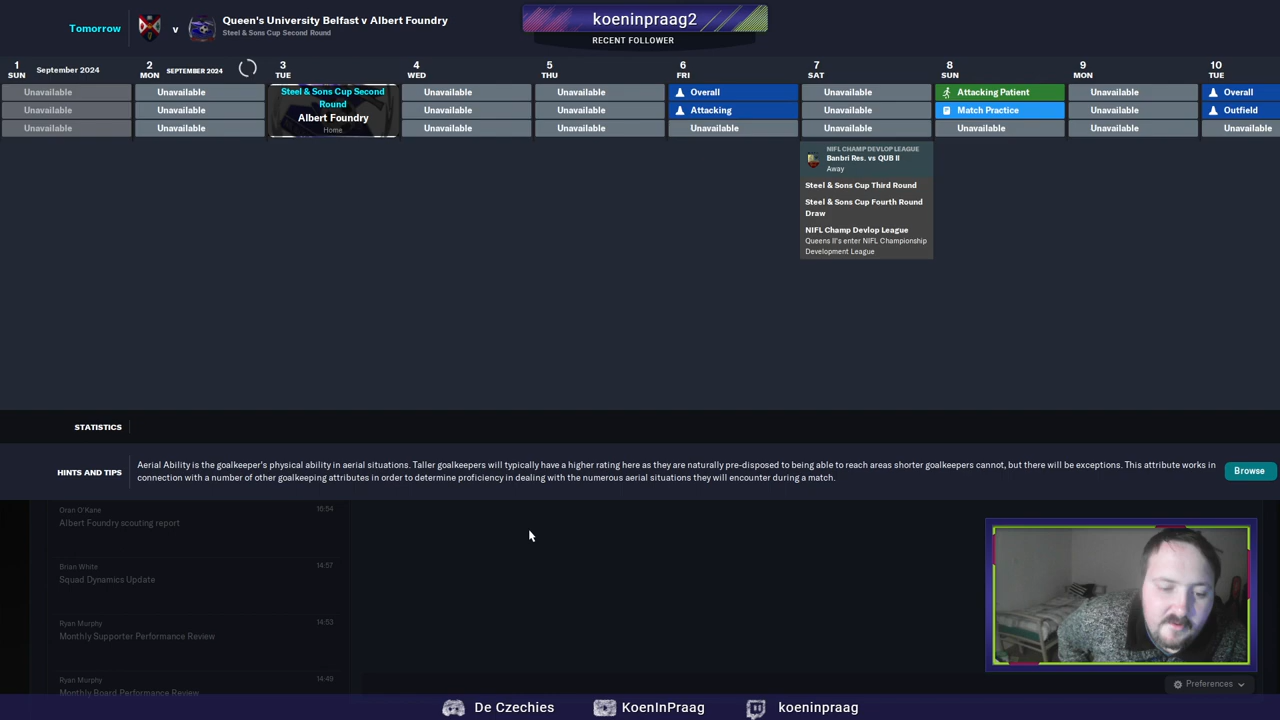 Tomorrow
v
Queen's University Belfast v Albert Foundry
Steel & Sons Cup Second Round
koeninpraag2
RECENT FOLLOWER
1 SUN September 2024
2 MON SEPTEMBER 2024
3 TUE
4 WED
5 THU
6 FRI
7 SAT
8 SUN
9 MON
10 TUE
Unavailable
Unavailable
Steel & Sons Cup Second
Round
Unavailable
Unavailable
Overall
Unavailable
Attacking Patient
Unavailable
Overall
Unavailable
Unavailable
Albert Foundry
Unavailable
Unavailable
Attacking
Unavailable
Match Practice
Unavailable
Outfield
Unavailable
Unavailable
Home
Unavailable
Unavailable
Unavailable
Unavailable
Unavailable
Unavailable
Unavailable
NIFL CHAMP DEVLOP LEAGUE
Banbri Res. vs QUB II
Away
Steel & Sons Cup Third Round
Steel & Sons Cup Fourth Round
Draw
NIFL Champ Devlop League
Queens II's enter NIFL Championship
Development League
STATISTICS
HINTS AND TIPS
Aerial Ability is the goalkeeper's physical ability in aerial situations. Taller goalkeepers will typically have a higher rating here as they are naturally pre-disposed to being able to reach areas shorter goalkeepers cannot, but there will be exceptions. This attribute works in
connection with a number of other goalkeeping attributes in order to determine proficiency in dealing with the numerous aerial situations they will encounter during a match.
Browse
Oran O'Kane 16:54
Albert Foundry scouting report
Brian White 14:57
Squad Dynamics Update
Ryan Murphy 14:53
Monthly Supporter Performance Review
Ryan Murphy 14:49
Monthly Board Performance Review
Preferences
De Czechies
KoenInPraag
koeninpraag